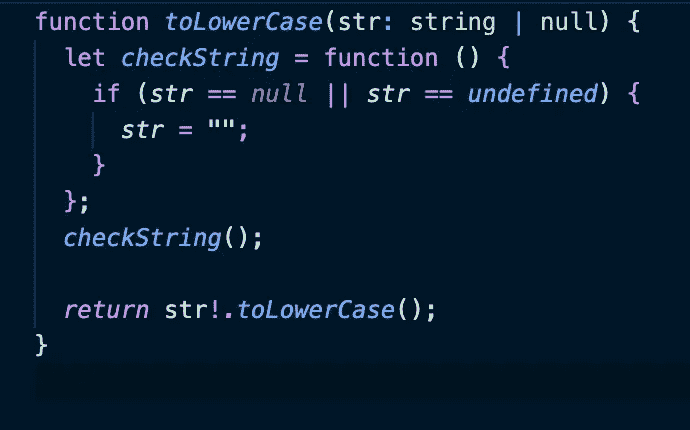 function toLowerCase(str: string | null) {
  let checkString = function () {
    if (str == null || str == undefined) {
      str = "";
    }
  };
  checkString();

  return str!.toLowerCase();
}